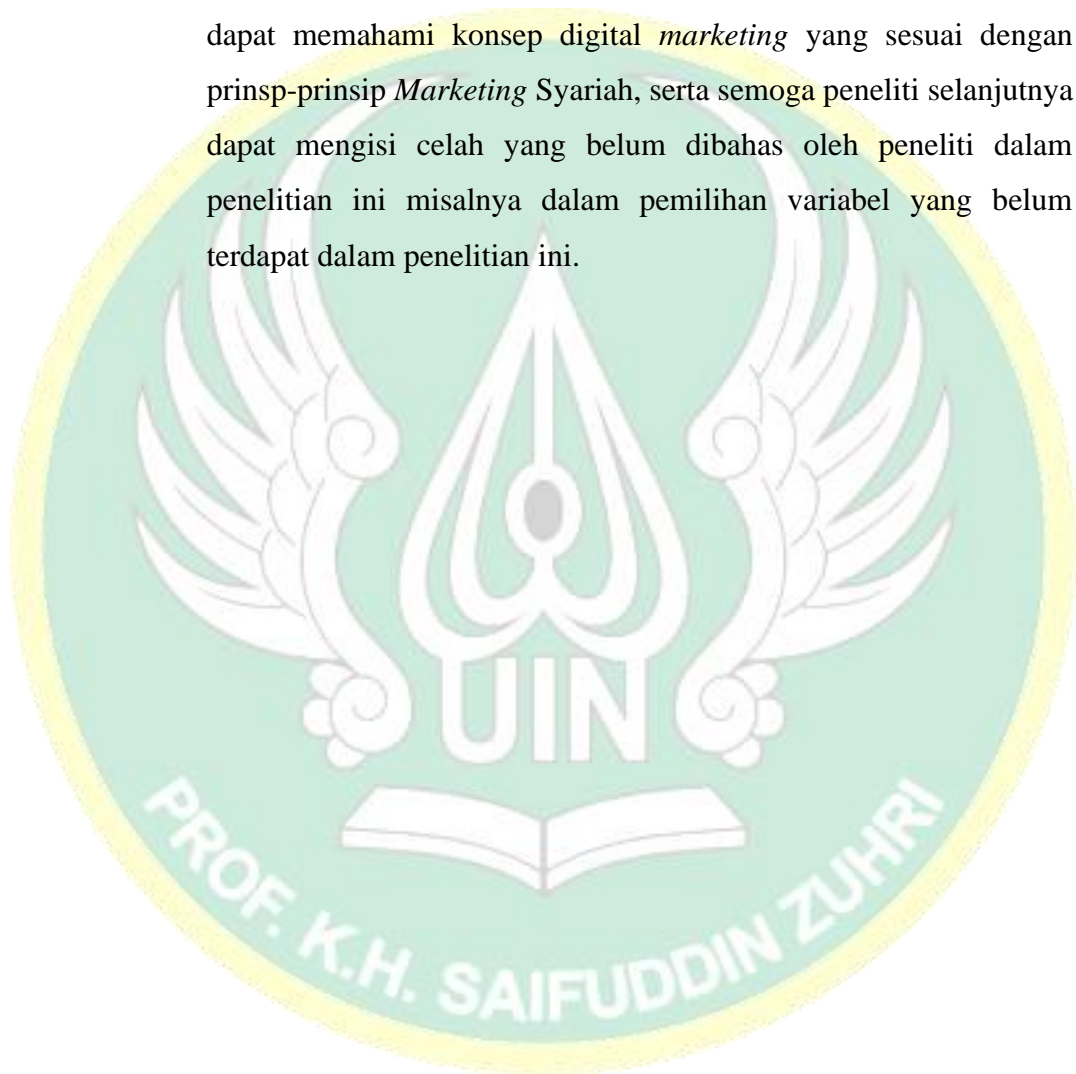 dapat memahami konsep digital marketing yang sesuai dengan
prinsp-prinsip Marketing Syariah, serta semoga peneliti selanjutnya
dapat mengisi celah yang belum dibahas oleh peneliti dalam
penelitian ini misalnya dalam pemilihan variabel yang belum
terdapat dalam penelitian ini.
UIN
PROF. K.H. SAIFUDDIN ZUHRI